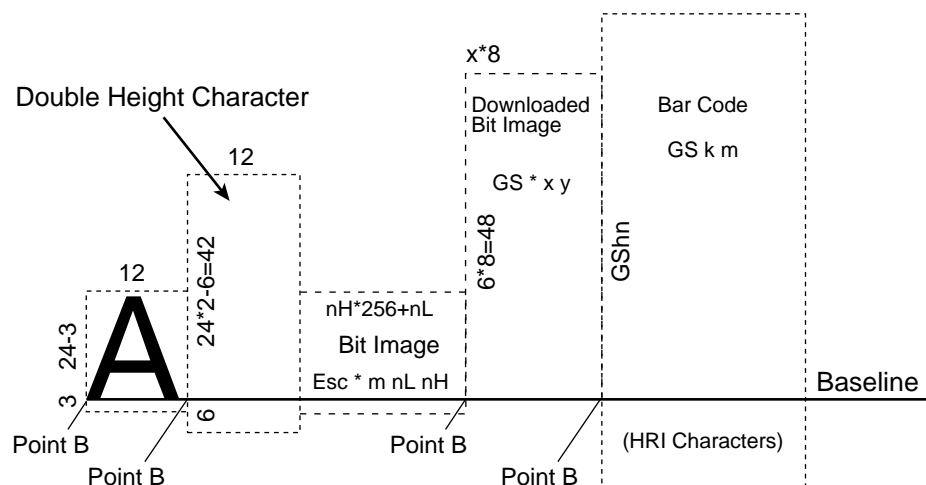 x*8
Double Height Character
Downloaded
Bit Image
Bar Code
GS k m
12
GS * x y
24*2-6=42
6*8=48
GShn
12
nH*256+nL
24-3
A
Bit Image
Esc * m nL nH
Baseline
3
6
Point B
Point B
Point B
Point B
(HRI Characters)